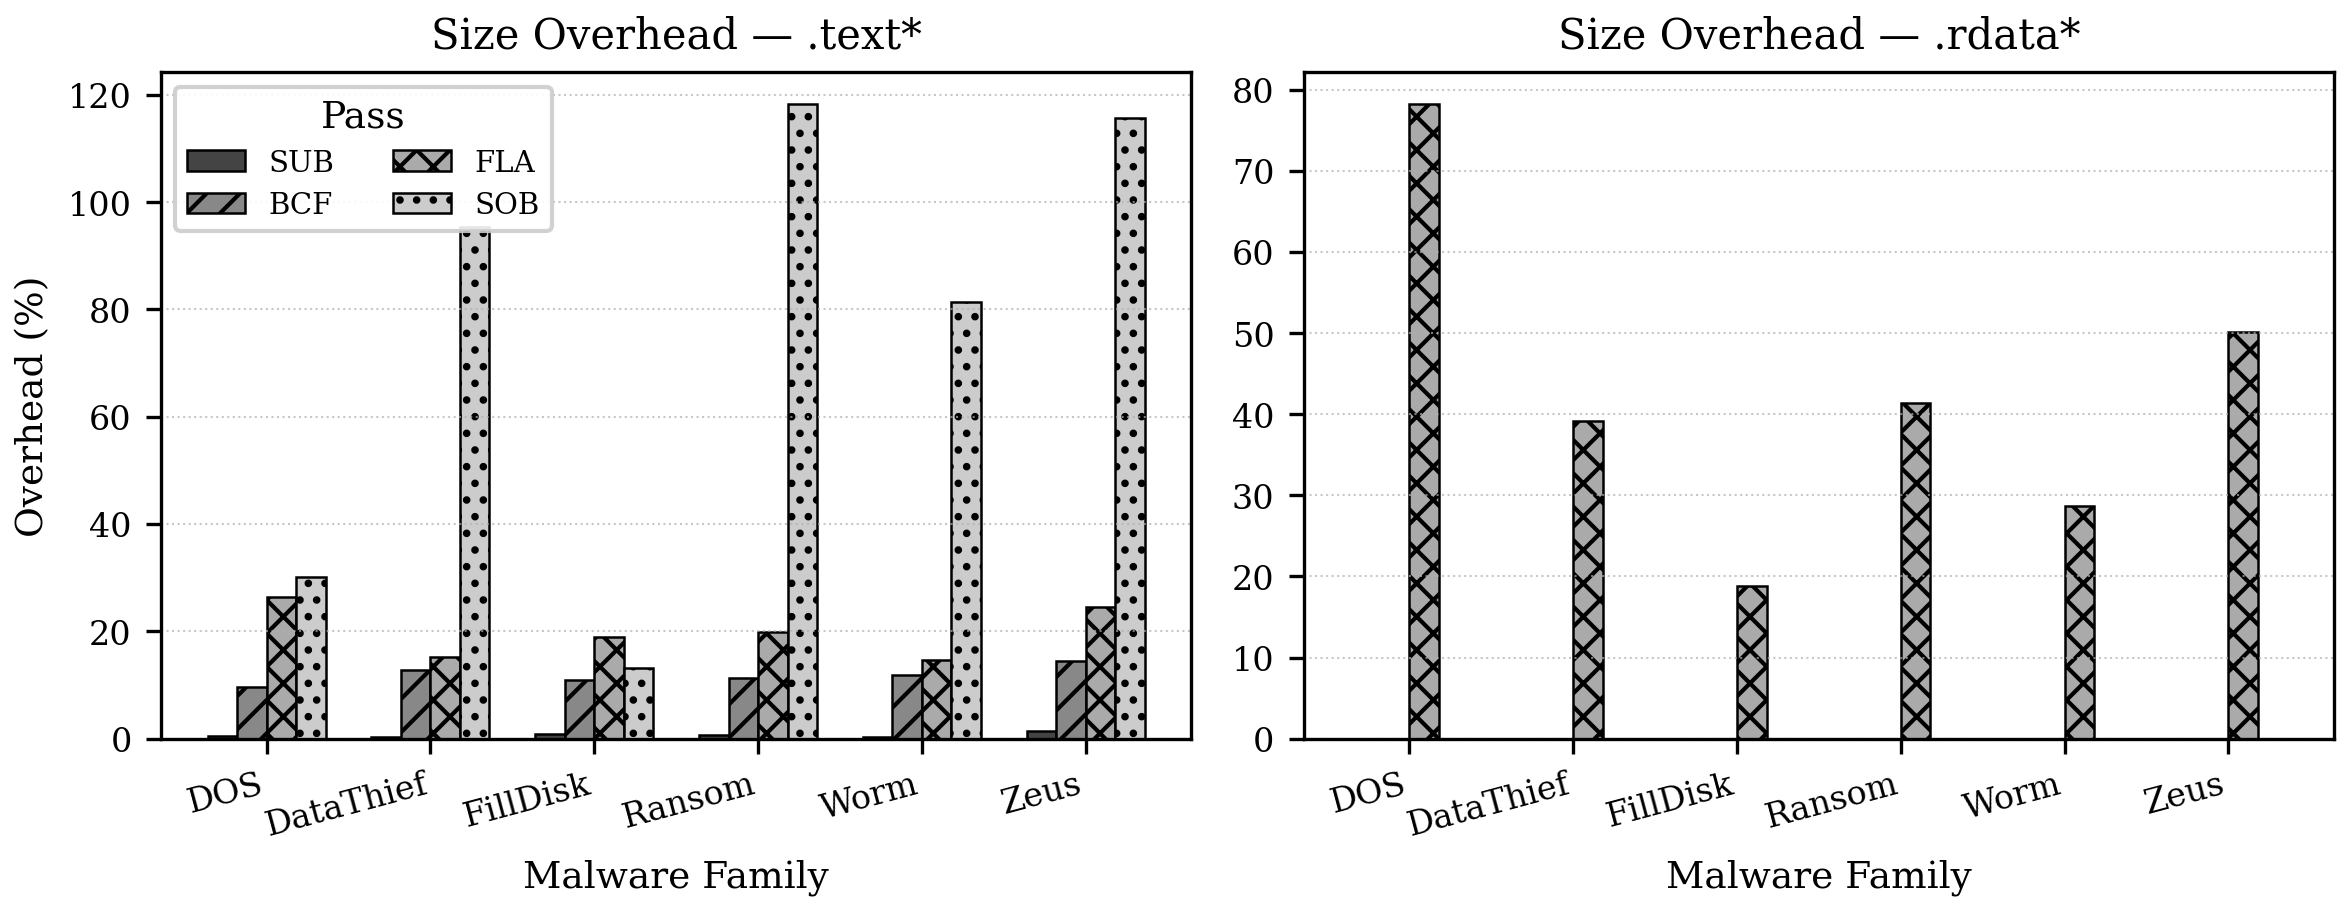 Size Overhead — .text*
Overhead (%)
120
100
80
60
40
20
0
Pass
SUB
BCF
FLA
SOB
DOS
DataThief
FillDisk
Ransom
Worm
Zeus
Malware Family
Size Overhead — .rdata*
80
70
60
50
40
30
20
10
0
DOS
DataThief
FillDisk
Ransom
Worm
Zeus
Malware Family